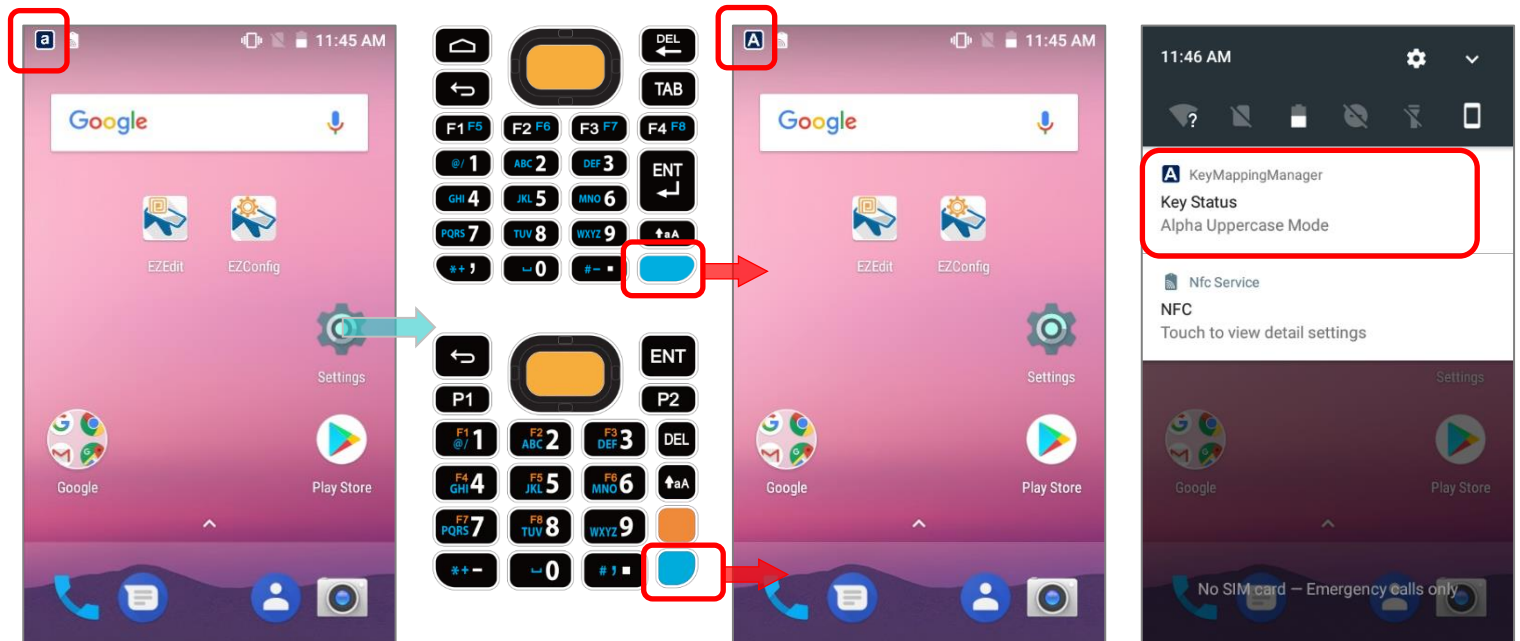 a
11:45 AM
Google
EZEdit
EZConfig
Settings
Google
Play Store
DEL
TAB
F1 F5
F2 F6
F3 F7
F4 F8
@/ 1
ABC 2
DEF 3
ENT
GHI 4
JKL 5
MNO 6
PQRS 7
TUV 8
WXYZ 9
aA
*+ ,
0
#- .
ENT
P1
P2
F1
@/ 1
F2
ABC 2
F3
DEF 3
DEL
F4
GHI 4
F5
JKL 5
F6
MNO 6
aA
F7
PQRS 7
F8
TUV 8
WXYZ 9
*+ -
0
# , .
A
11:45 AM
Google
EZEdit
EZConfig
Settings
Google
Play Store
11:46 AM
?
A KeyMappingManager
Key Status
Alpha Uppercase Mode
Nfc Service
NFC
Touch to view detail settings
Settings
Google
Play Store
No SIM card — Emergency calls only